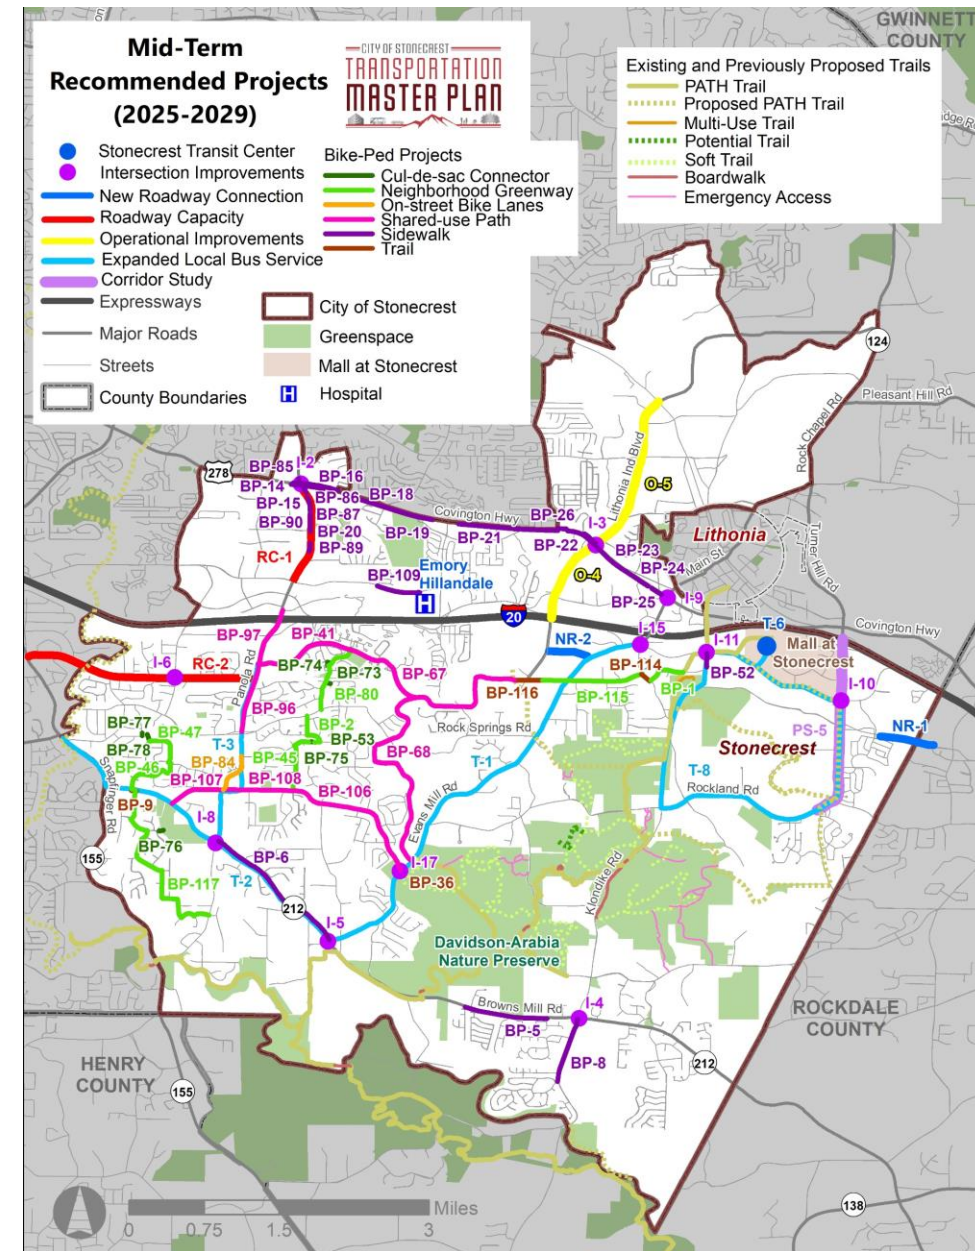 Mid-Term
Recommended Projects
(2025-2029)
CITY OF STONECREST
TRANSPORTATION
MASTER PLAN
Stonecrest Transit Center
Intersection Improvements
New Roadway Connection
Roadway Capacity
Operational Improvements
Expanded Local Bus Service
Corridor Study
Expressways
Major Roads
Streets
County Boundaries
Bike-Ped Projects
Cul-de-sac Connector
Neighborhood Greenway
On-street Bike Lanes
Shared-use Path
Sidewalk
Trail
City of Stonecrest
Greenspace
Mall at Stonecrest
H Hospital
Existing and Previously Proposed Trails
PATH Trail
Proposed PATH Trail
Multi-Use Trail
Potential Trail
Soft Trail
Boardwalk
Emergency Access
GWINNETT
COUNTY
124
Pleasant Hill Rd
Rock Chapel Rd
Lithonia Ind Blvd
O-5
278
BP-85
I-2
BP-14
BP-16
BP-15
BP-86
BP-18
BP-90
BP-87
BP-20
BP-89
BP-19
Covington Hwy
BP-21
BP-26
I-3
BP-22
BP-23
BP-24
Lithonia
Main St
Turner Hill Rd
RC-1
BP-109
Emory
Hillandale
H
O-4
BP-25
I-9
20
Covington Hwy
I-15
T-6
I-11
Mall at
Stonecrest
NR-2
BP-97
BP-41
I-6
RC-2
Panola Rd
BP-74
BP-73
BP-67
BP-114
BP-52
BP-1
I-10
BP-80
BP-116
BP-115
BP-96
BP-2
Rock Springs Rd
PS-5
NR-1
BP-77
BP-47
BP-78
T-3
BP-53
BP-68
Stonecrest
BP-46
BP-84
BP-45
BP-75
T-1
T-8
BP-107
BP-108
BP-106
Rockland Rd
Snapfinger Rd
BP-9
Evans Mill Rd
I-8
155
BP-76
BP-6
I-17
BP-36
Klondike Rd
BP-117
T-2
212
I-5
Davidson-Arabia
Nature Preserve
Browns Mill Rd
I-4
BP-5
BP-8
ROCKDALE
COUNTY
HENRY
COUNTY
155
212
138
Miles
0 0.75 1.5 3